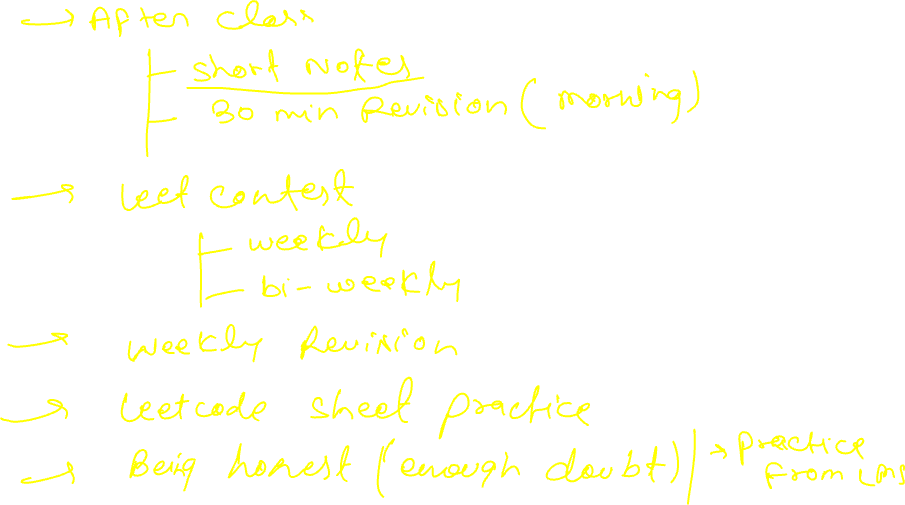 → After class
short Notes
30 min Revision (morning)
→ leet contest
weekly
bi-weekly
→ weekly Revision
→ leetcode sheet practice
→ Being honest (enough doubt) → practice
from LMS